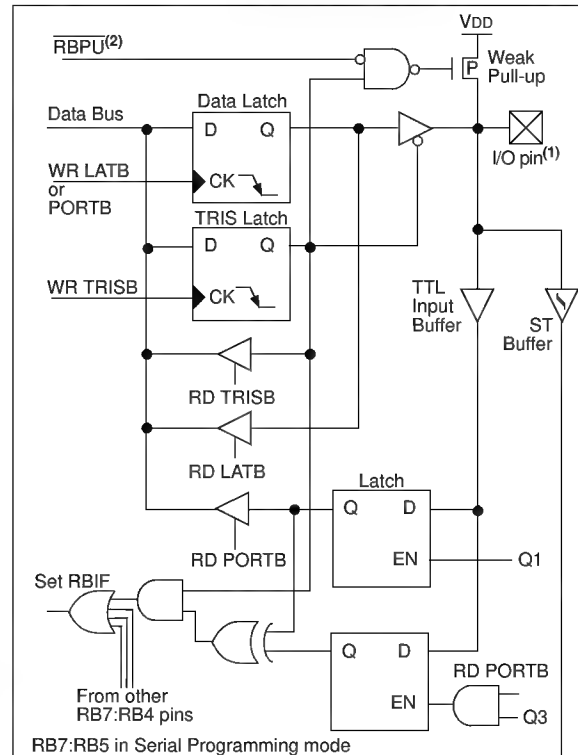 RBPU(2)
VDD
P
Weak
Pull-up
Data Bus
Data Latch
D Q
I/O pin(1)
WR LATB
or
PORTB
CK
TRIS Latch
D Q
WR TRISB
CK
TTL
Input
Buffer
ST
Buffer
RD TRISB
RD LATB
Latch
Q D
EN
Q1
RD PORTB
Set RBIF
Q D
EN
RD PORTB
Q3
From other
RB7:RB4 pins
RB7:RB5 in Serial Programming mode